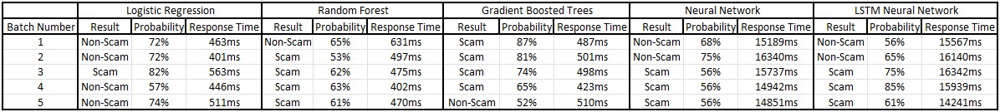 Logistic Regression Random Forest Gradient Boosted Trees Neural Network LSTM Neural Network
Batch Number Result Probability Response Time Result Probability Response Time Result Probability Response Time Result Probability Response Time Result Probability Response Time
1 Non-Scam 72% 463ms Non-Scam 65% 631ms Scam 87% 487ms Non-Scam 68% 15189ms Non-Scam 56% 15567ms
2 Non-Scam 72% 401ms Scam 53% 497ms Scam 81% 501ms Non-Scam 75% 16340ms Non-Scam 65% 16140ms
3 Scam 82% 563ms Scam 62% 475ms Scam 74% 498ms Scam 56% 15737ms Scam 75% 16342ms
4 Non-Scam 57% 446ms Scam 63% 402ms Scam 65% 423ms Scam 56% 14942ms Scam 85% 15939ms
5 Non-Scam 74% 511ms Scam 61% 470ms Non-Scam 52% 510ms Scam 56% 14851ms Scam 61% 14241ms